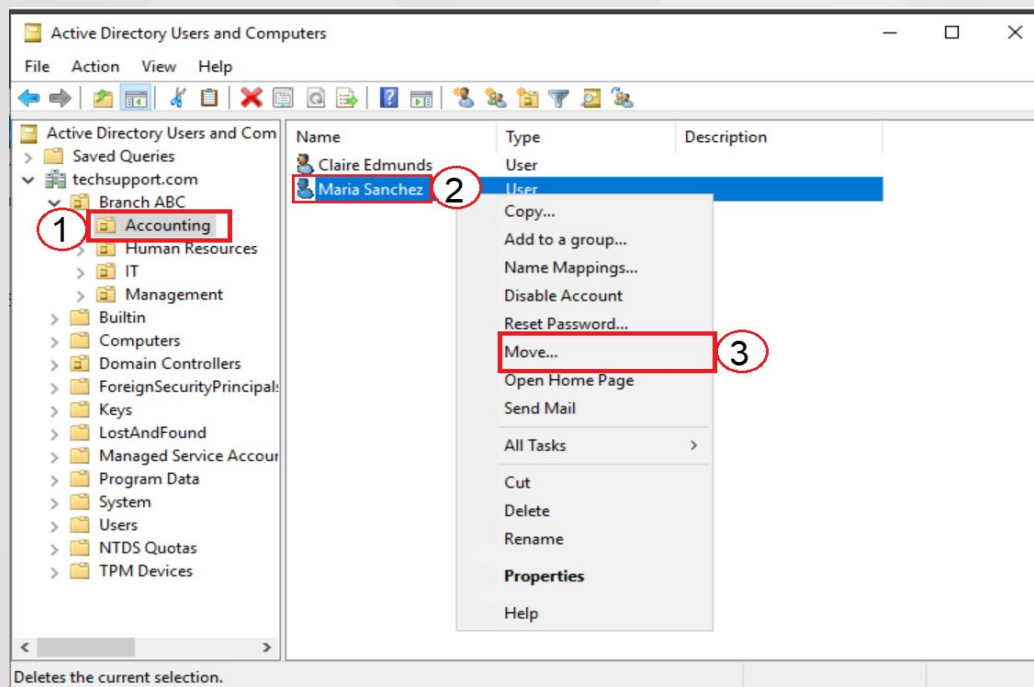 Active Directory Users and Computers
File Action View Help
Active Directory Users and Com
Saved Queries
techsupport.com
Branch ABC
1
Accounting
Human Resources
IT
Management
Builtin
Computers
Domain Controllers
ForeignSecurityPrincipals
Keys
LostAndFound
Managed Service Accour
Program Data
System
Users
NTDS Quotas
TPM Devices
Name Type Description
Claire Edmunds User
Maria Sanchez 2 User
Copy...
Add to a group...
Name Mappings...
Disable Account
Reset Password...
Move... 3
Open Home Page
Send Mail
All Tasks
Cut
Delete
Rename
Properties
Help
Deletes the current selection.